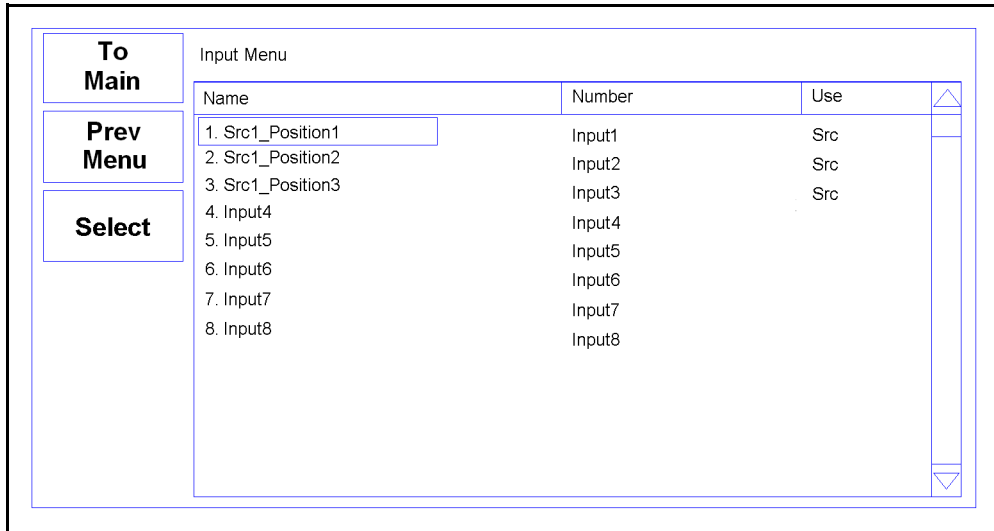 To
Main
Prev
Menu
Select
Input Menu
Name Number Use
1. Src1_Position1 Input1 Src
2. Src1_Position2 Input2 Src
3. Src1_Position3 Input3 Src
4. Input4 Input4
5. Input5 Input5
6. Input6 Input6
7. Input7 Input7
8. Input8 Input8